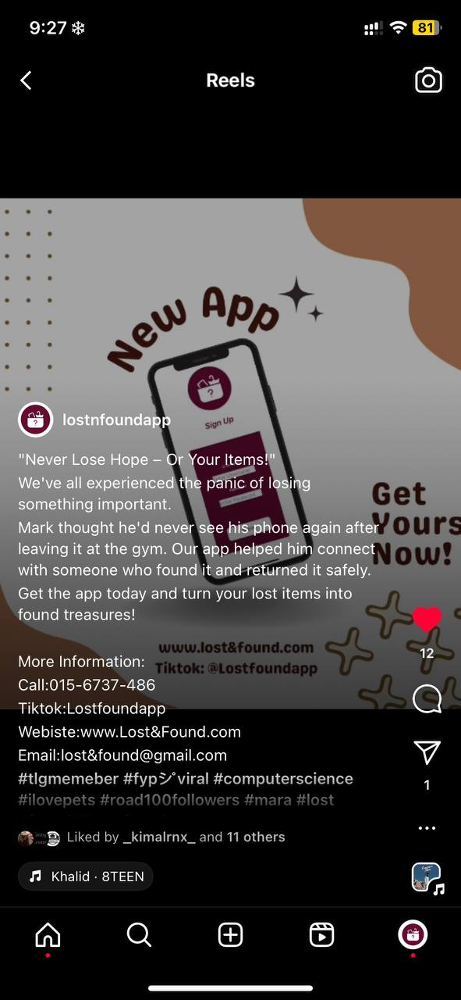 9:27
81
Reels
New App
Sign Up
lostnfoundapp
"Never Lose Hope – Or Your Items!"
We've all experienced the panic of losing
something important.
Mark thought he'd never see his phone again after
leaving it at the gym. Our app helped him connect
with someone who found it and returned it safely.
Get the app today and turn your lost items into
found treasures!
Get
Yours
Now!
www.lost&found.com
Tiktok: @Lostfoundapp
12
More Information:
Call:015-6737-486
Tiktok:Lostfoundapp
Webiste:www.Lost&Found.com
Email:lost&found@gmail.com
#tlgmemeber #fypシ゚viral #computerscience
#ilovepets #road100followers #mara #lost
1
Liked by _kimalrnx_ and 11 others
Khalid · 8TEEN